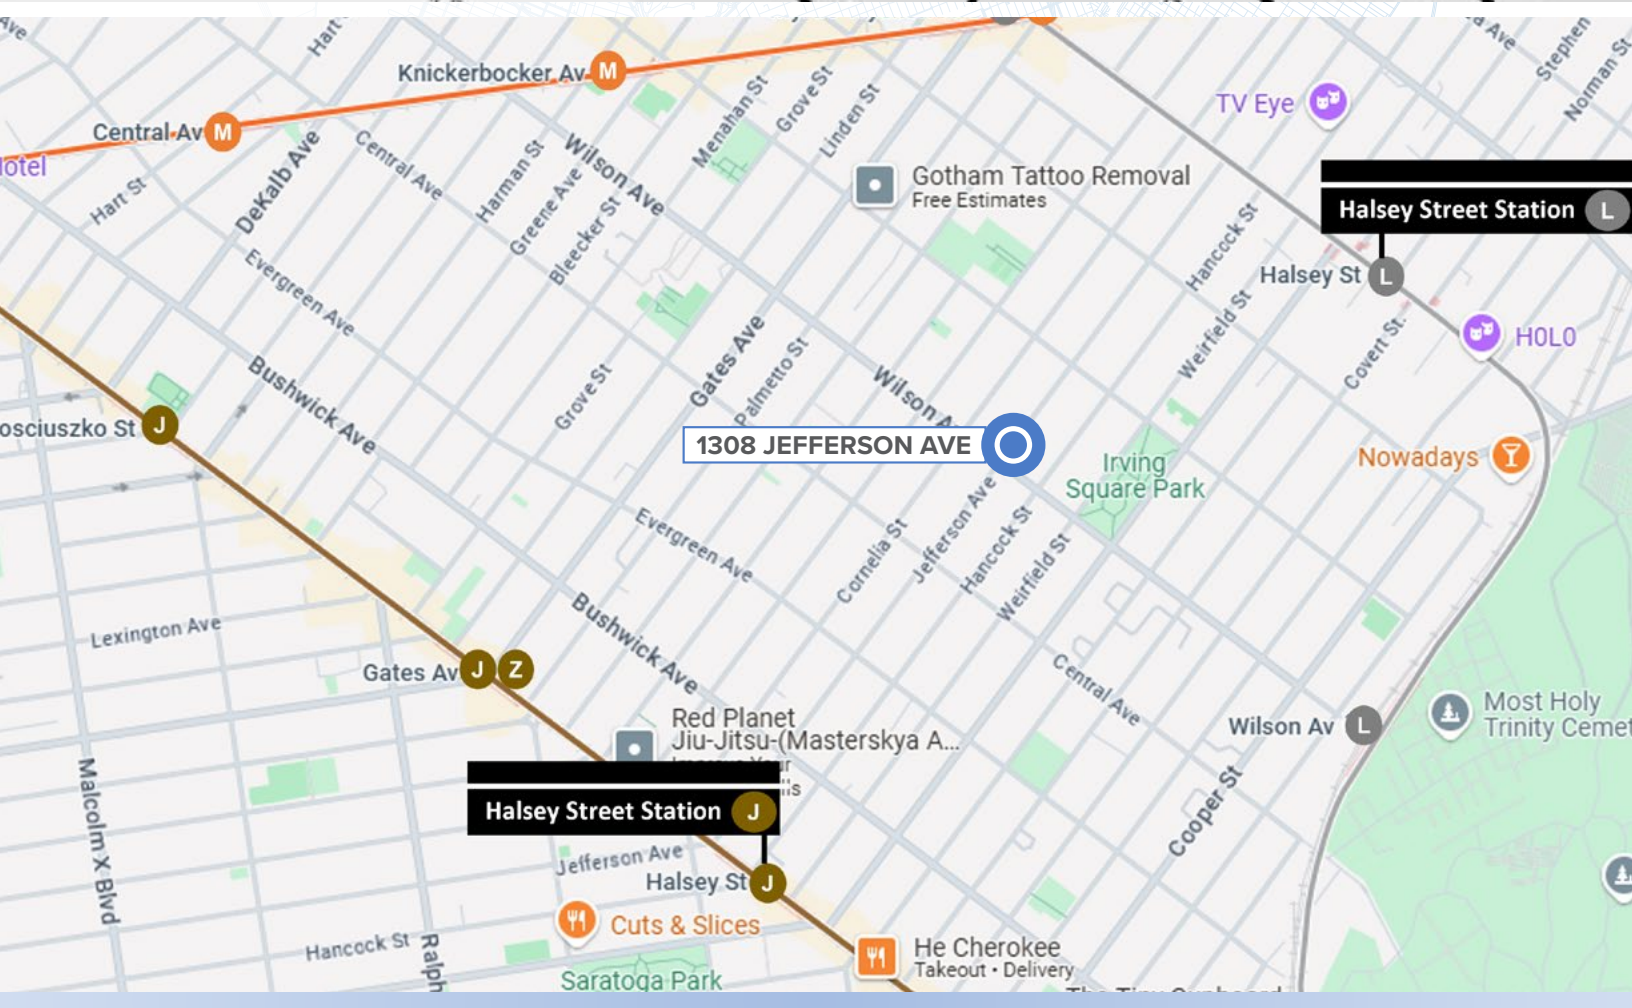 Hart
Stephen
Norman St
Knickerbocker Av
M
Menahan St
Grove St
Linden St
TV Eye
Central Av
M
DeKalb Ave
Central Ave
Harman St
Greene Ave
Bleecker St
Wilson Ave
Hart St
Gotham Tattoo Removal
Free Estimates
Halsey Street Station L
Hancock St
Halsey St L
Evergreen Ave
Weirfield St
Covert St
HOLO
Gates Ave
Palmetto St
Bushwick Ave
Grove St
Wilson A
osciuszko St J
1308 JEFFERSON AVE
Irving
Square Park
Nowadays
Evergreen Ave
Cornelia St
Jefferson Ave
Hancock St
Weirfield St
Lexington Ave
Bushwick Ave
Gates Av J Z
Central Ave
Most Holy
Trinity Cemet
Wilson Av L
Red Planet
Jiu-Jitsu-(Masterskya A...
Malcolm X Blvd
Halsey Street Station J
Cooper St
Jefferson Ave
Halsey St J
Cuts & Slices
Hancock St
Ralph
He Cherokee
Takeout • Delivery
Saratoga Park